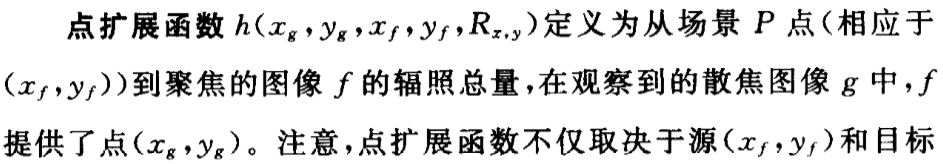 点扩展函数 h(x_g,y_g,x_f,y_f,R_{x,y})定义为从场景 P 点(相应于
(x_f,y_f))到聚焦的图像 f 的辐照总量,在观察到的散焦图像 g 中,f
提供了点(x_g,y_g)。注意,点扩展函数不仅取决于源(x_f,y_f)和目标